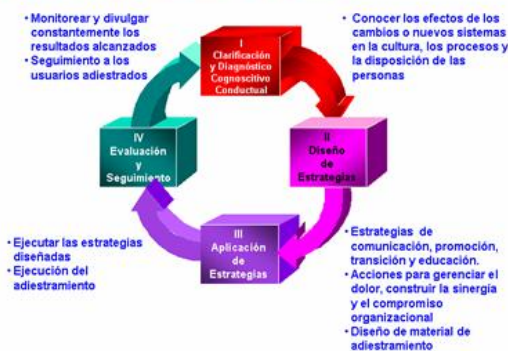 • Monitorear y divulgar
constantemente los
resultados alcanzados
• Seguimiento a los
usuarios adiestrados
I
Clarificación
y Diagnóstico
Cognoscitivo
Conductual
• Conocer los efectos de los
cambios o nuevos sistemas
en la cultura, los procesos y
la disposición de las
personas
IV
Evaluación
y
Seguimiento
II
Diseño
de
Estrategias
III
Aplicación
de
Estrategias
• Ejecutar las estrategias
diseñadas
• Ejecución del
adiestramiento
• Estrategias de
comunicación, promoción,
transición y educación.
• Acciones para gerenciar el
dolor, construir la sinergía
y el compromiso
organizacional
• Diseño de material de
adiestramiento